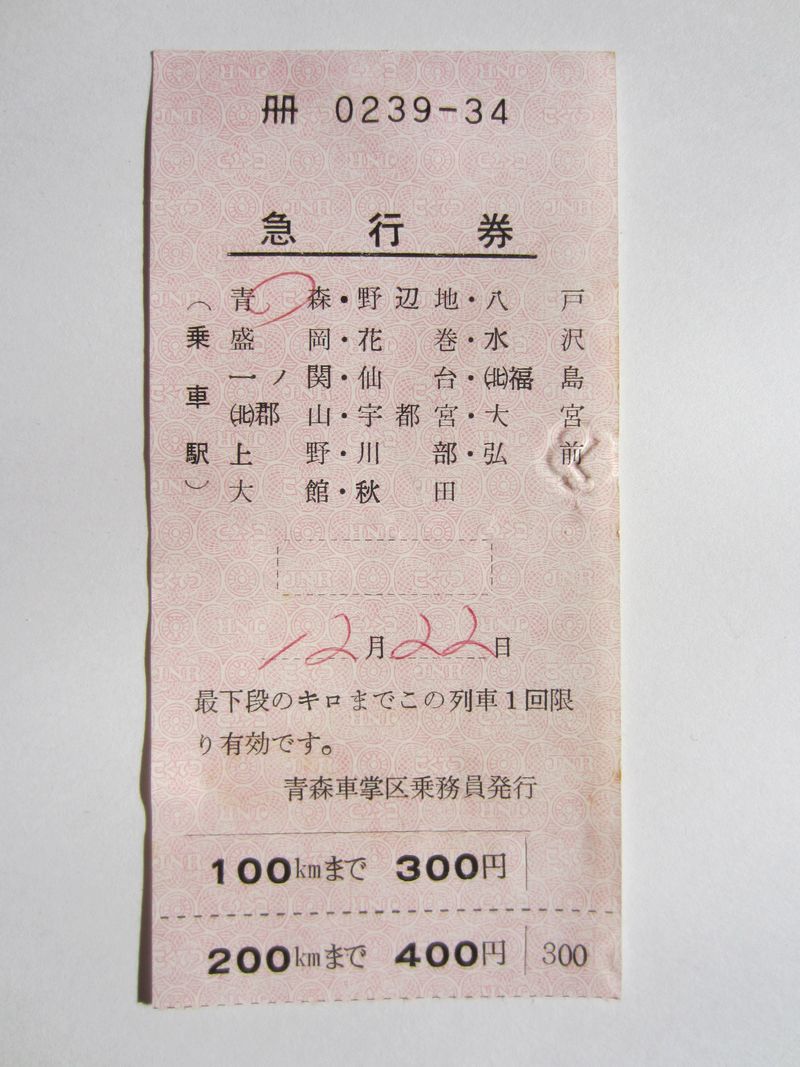 冊 0239-34
急行券
(乗車駅)
青森・野辺地・八戸
盛岡・花巻・水沢
一ノ関・仙台・㈭福島
㈭郡山・宇都宮・大宮
上野・川部・弘前
大館・秋田
12月22日
最下段のキロまでこの列車1回限
り有効です。
青森車掌区乗務員発行
100kmまで 300円
200kmまで 400円 300